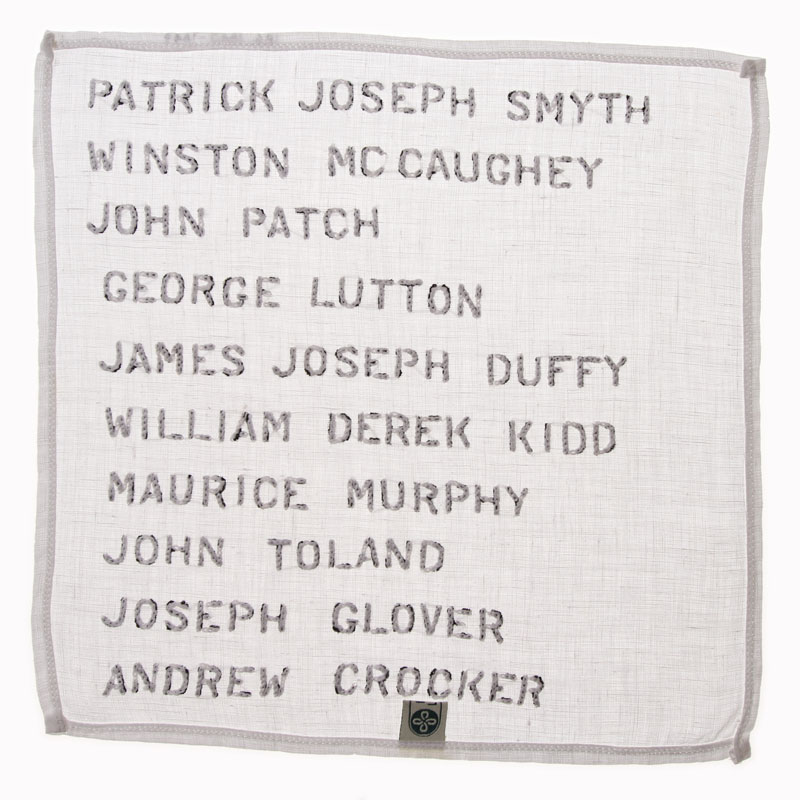 PATRICK JOSEPH SMYTH
WINSTON MCCAUGHEY
JOHN PATCH
GEORGE LUTTON
JAMES JOSEPH DUFFY
WILLIAM DEREK KIDD
MAURICE MURPHY
JOHN TOLAND
JOSEPH GLOVER
ANDREW CROCKER